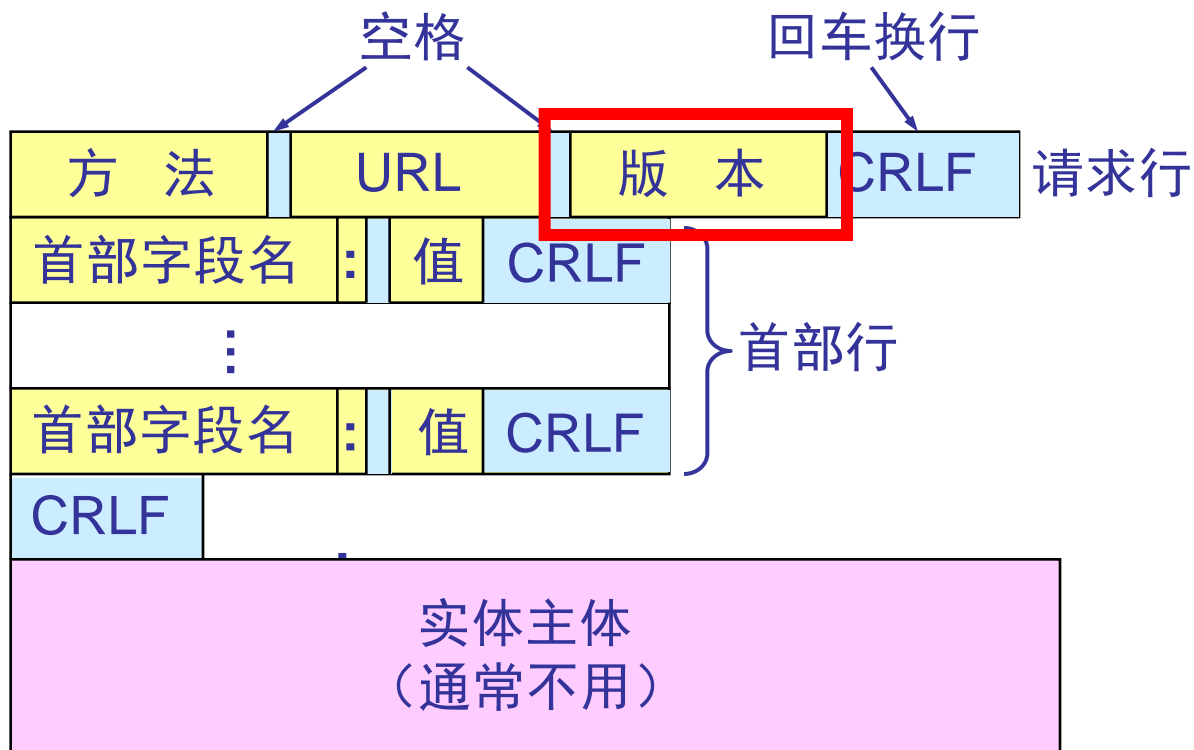 空格 回车换行
方 法 URL 版 本 CRLF 请求行
首部字段名 : 值 CRLF
⋮ 首部行
首部字段名 : 值 CRLF
CRLF
实体主体
（通常不用）